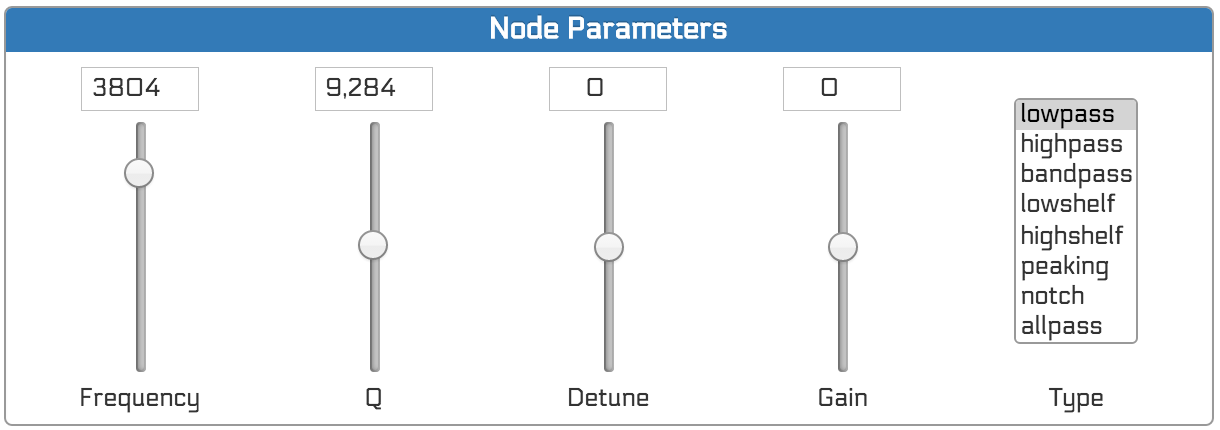 Node Parameters
3804
9,284
0
0
lowpass
highpass
bandpass
lowshelf
highshelf
peaking
notch
allpass
Frequency
Q
Detune
Gain
Type